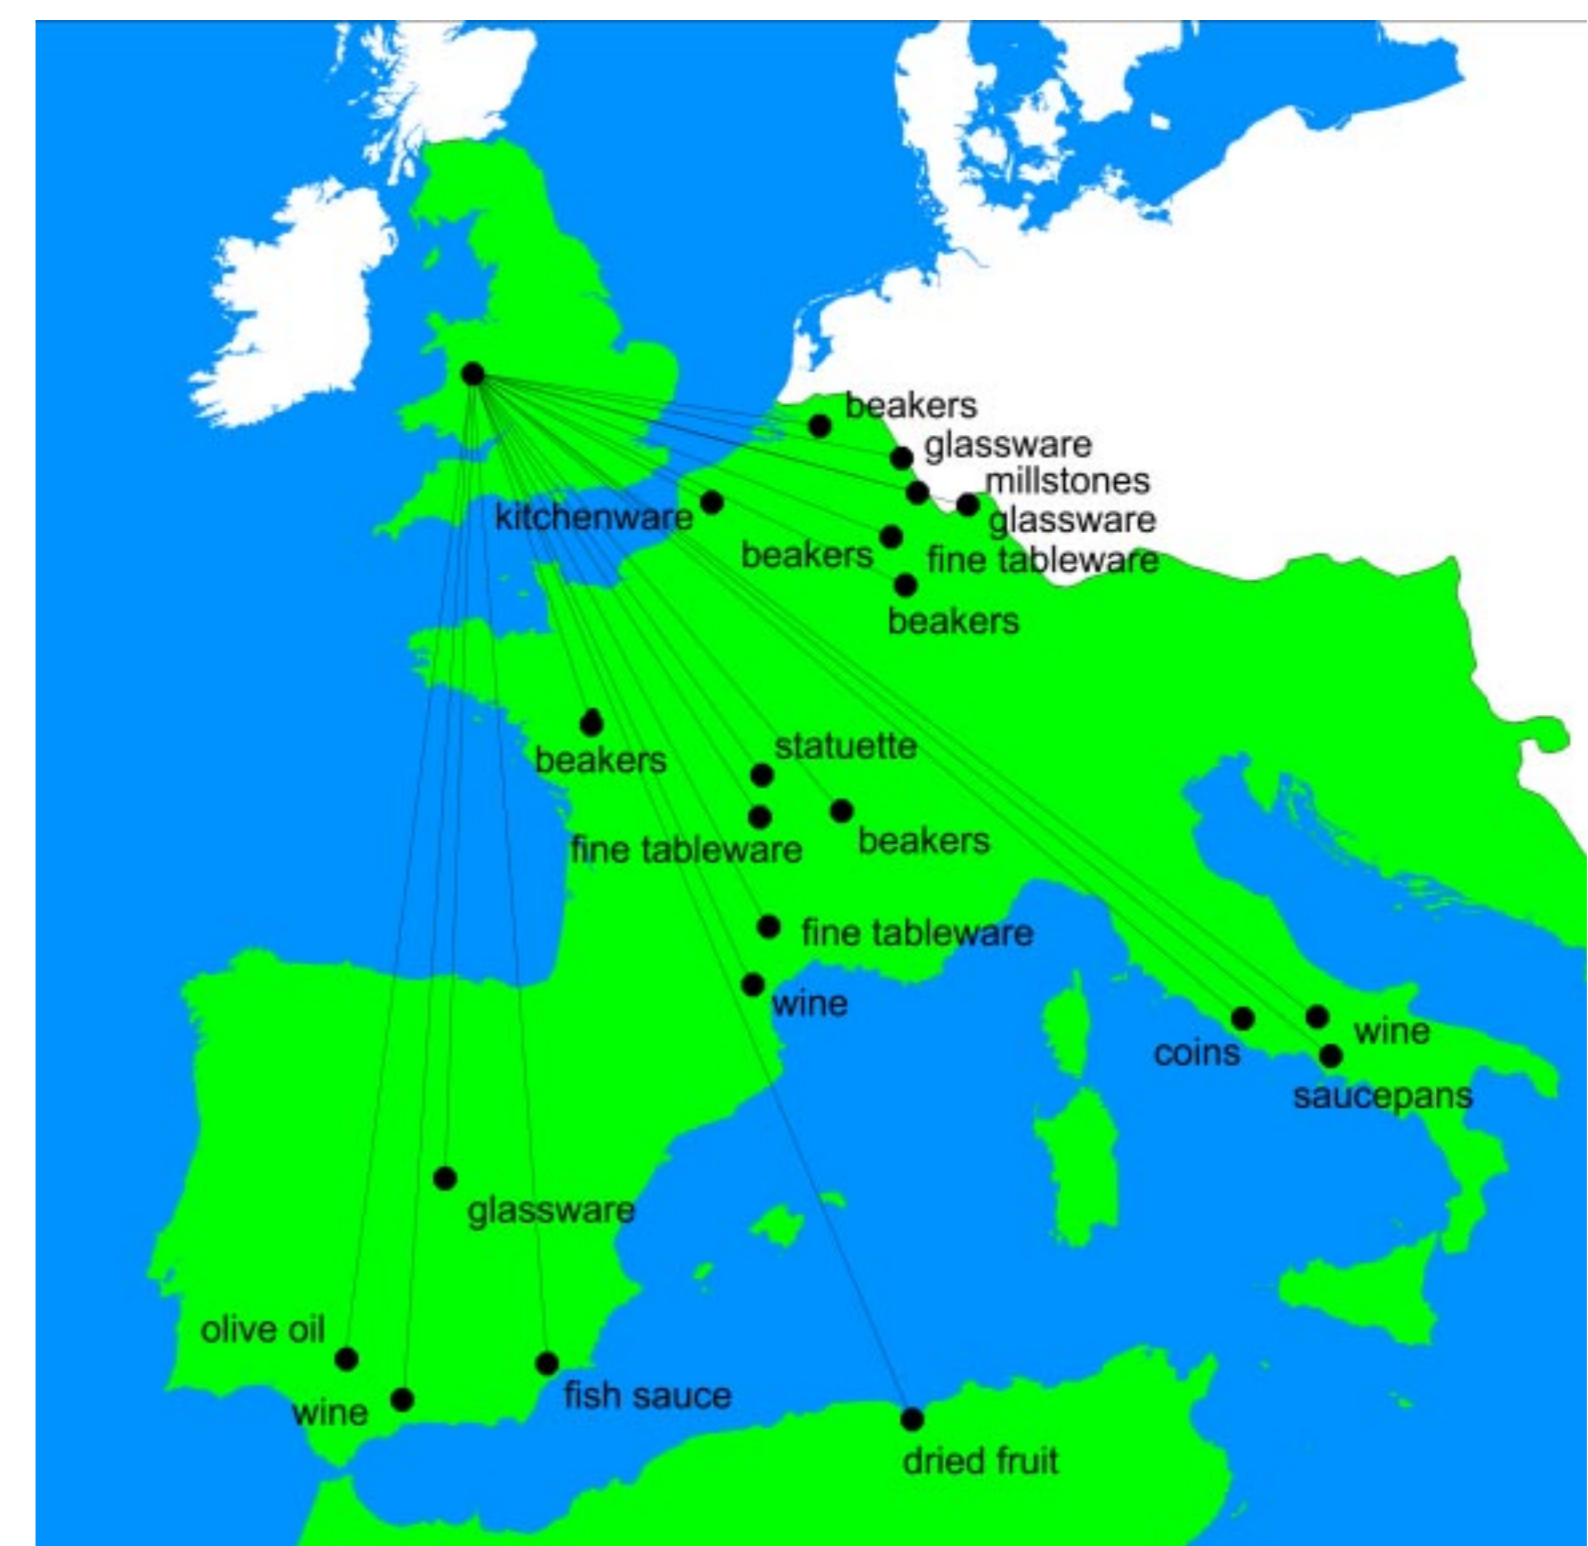 beakers
glassware
millstones
kitchenware
glassware
beakers
fine tableware
beakers
statuette
beakers
fine tableware
beakers
fine tableware
wine
wine
coins
saucepans
glassware
olive oil
fish sauce
wine
dried fruit